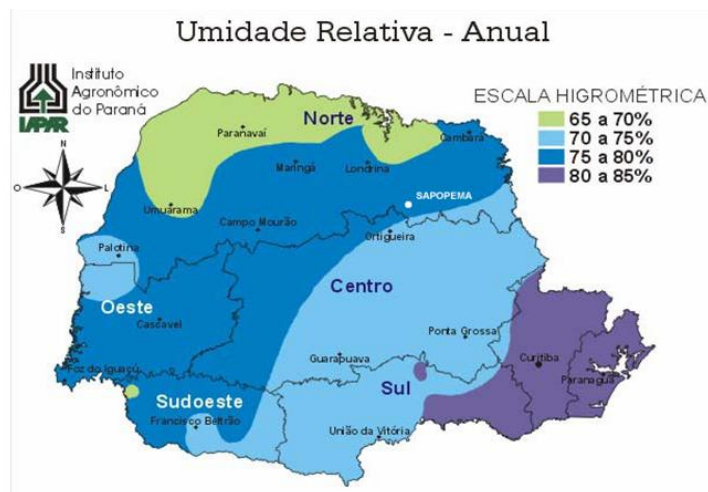 Umidade Relativa - Anual
Instituto
Agronômico
do Paraná
IAPAR
N
O
L
S
ESCALA HIGROMÉTRICA
65 a 70%
70 a 75%
75 a 80%
80 a 85%
Norte
Paranavaí
Cambará
Maringá
Londrina
SAPOPEMA
Umuarama
Campo Mourão
Ortigueira
Palotina
Centro
Oeste
Cascavel
Ponta Grossa
Guarapuava
Curitiba
Foz do Iguaçú
Paranaguá
Sudoeste
Sul
Francisco Beltrão
União da Vitória